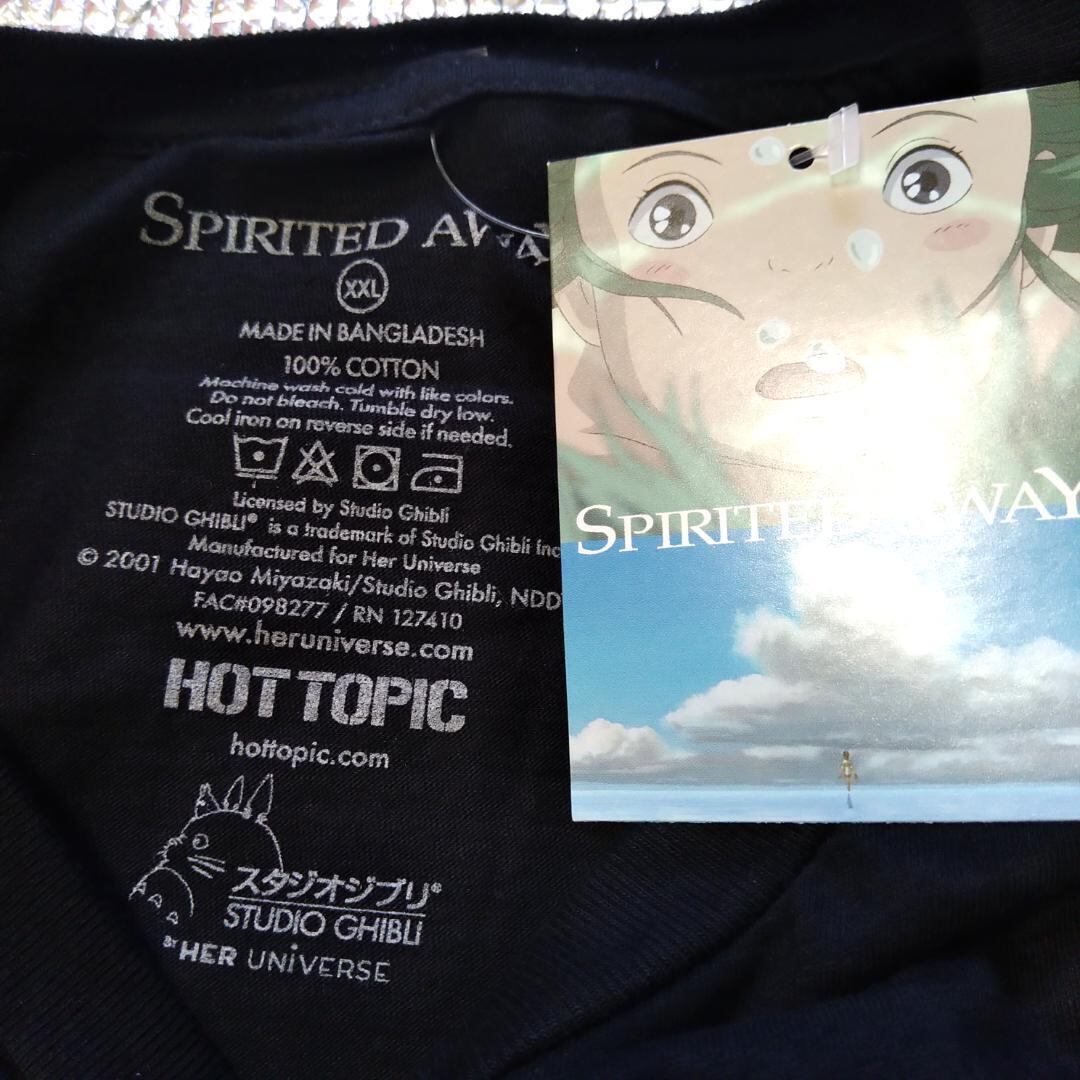 SPIRITED AWA
XXL
MADE IN BANGLADESH
100% COTTON
Machine wash cold with like colors.
Do not bleach. Tumble dry low.
Cool iron on reverse side if needed.
Licensed by Studio Ghibli
STUDIO GHIBLI® is a trademark of Studio Ghibli Inc
Manufactured for Her Universe
© 2001 Hayao Miyazaki/Studio Ghibli, NDD
FAC#098277 / RN 127410
www.heruniverse.com
HOT TOPIC
hottopic.com
スタジオジブリ®
STUDIO GHIBLI
BY HER UNIVERSE
SPIRITED AWAY